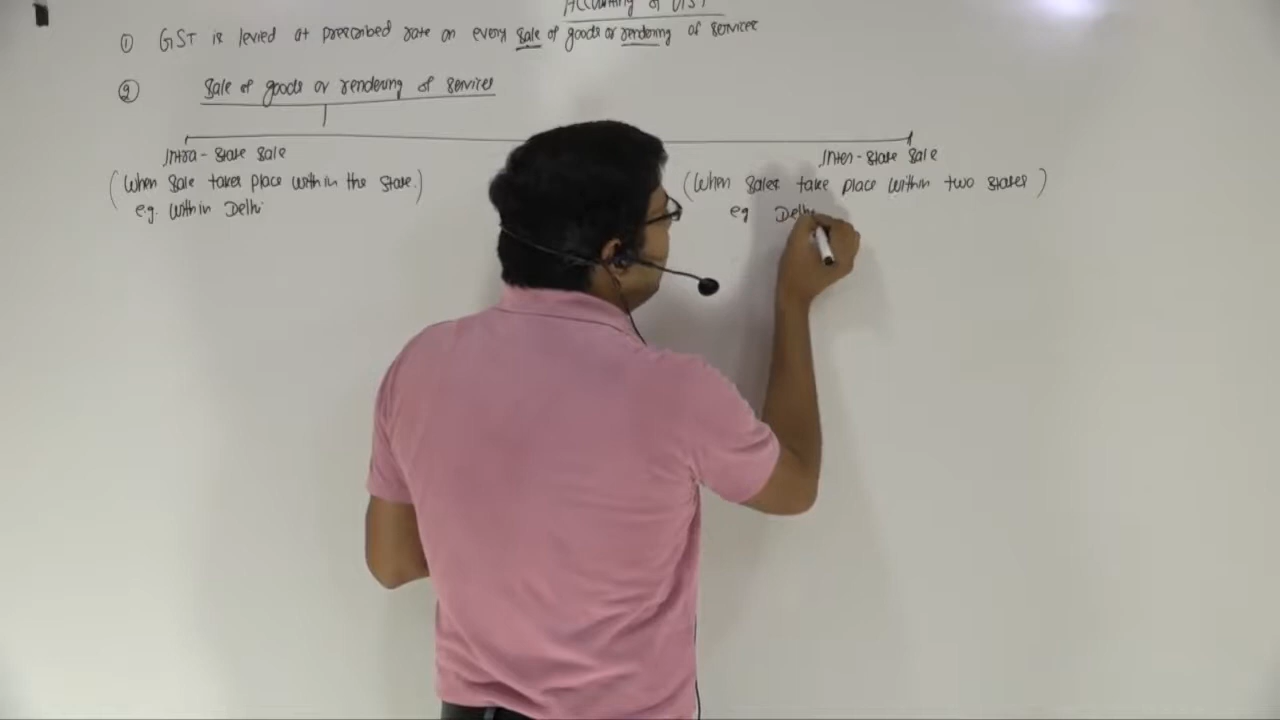 Accounting of GST
① GST is levied at prescribed rate on every sale of goods or rendering of services
② Sale of goods or rendering of services
Intra-State Sale
(When Sale takes place within the State.)
eg. within Delhi
Inter-State Sale
(When Sales take place within two states)
eg Delhi